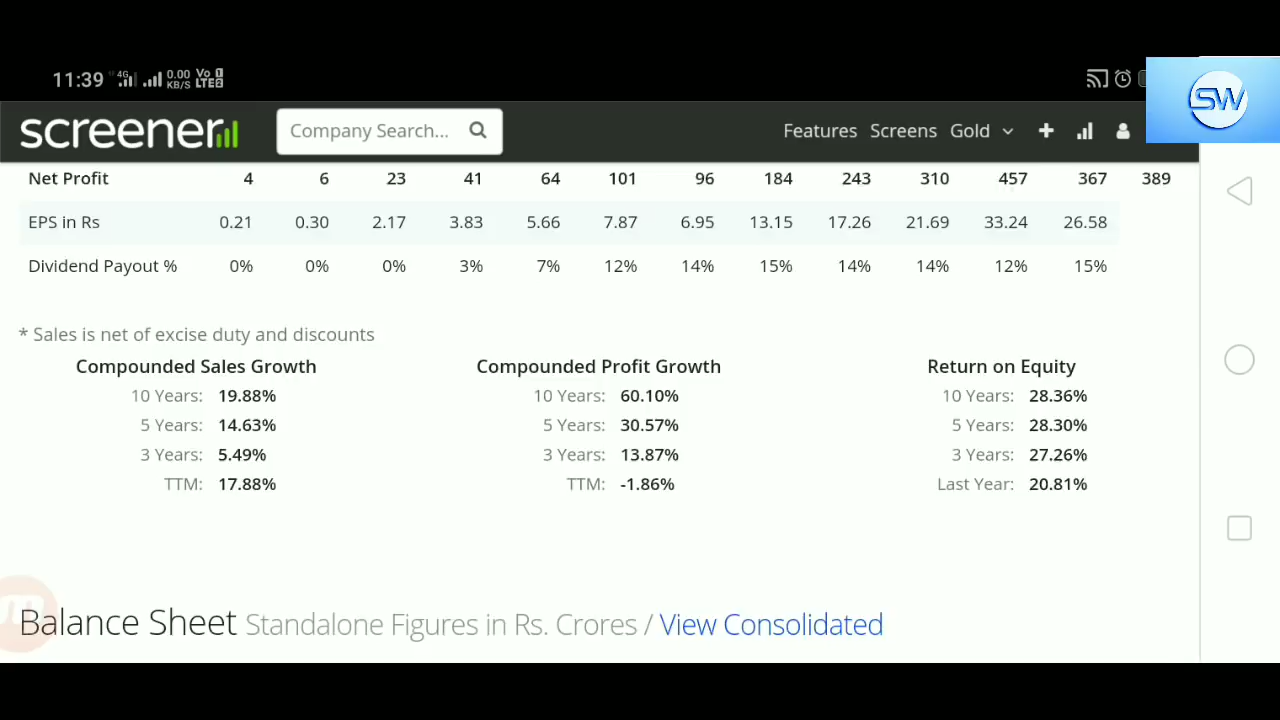 11:39 4G 0.00 KB/S Vo 1 LTE2
SW
screener Company Search... Features Screens Gold
Net Profit 4 6 23 41 64 101 96 184 243 310 457 367 389
EPS in Rs 0.21 0.30 2.17 3.83 5.66 7.87 6.95 13.15 17.26 21.69 33.24 26.58
Dividend Payout % 0% 0% 0% 3% 7% 12% 14% 15% 14% 14% 12% 15%
* Sales is net of excise duty and discounts
Compounded Sales Growth Compounded Profit Growth Return on Equity
10 Years: 19.88% 10 Years: 60.10% 10 Years: 28.36%
5 Years: 14.63% 5 Years: 30.57% 5 Years: 28.30%
3 Years: 5.49% 3 Years: 13.87% 3 Years: 27.26%
TTM: 17.88% TTM: -1.86% Last Year: 20.81%
Balance Sheet Standalone Figures in Rs. Crores / View Consolidated